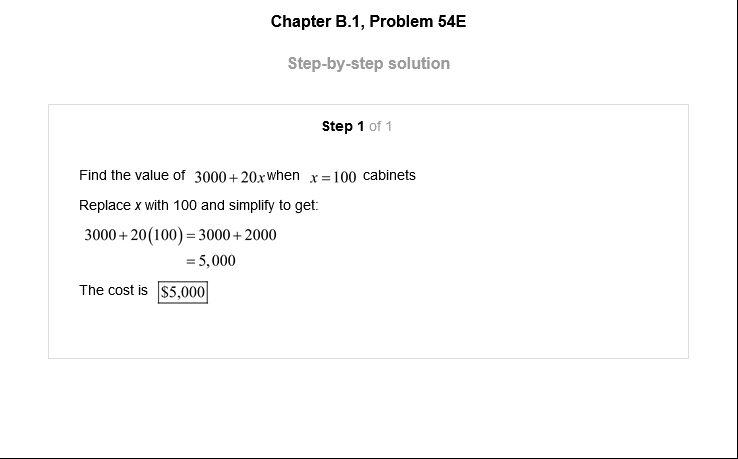 Chapter B.1, Problem 54E
Step-by-step solution
Step 1 of 1
Find the value of 3000+20x when x=100 cabinets
Replace x with 100 and simplify to get:
3000+20(100)=3000+2000
=5,000
The cost is $5,000